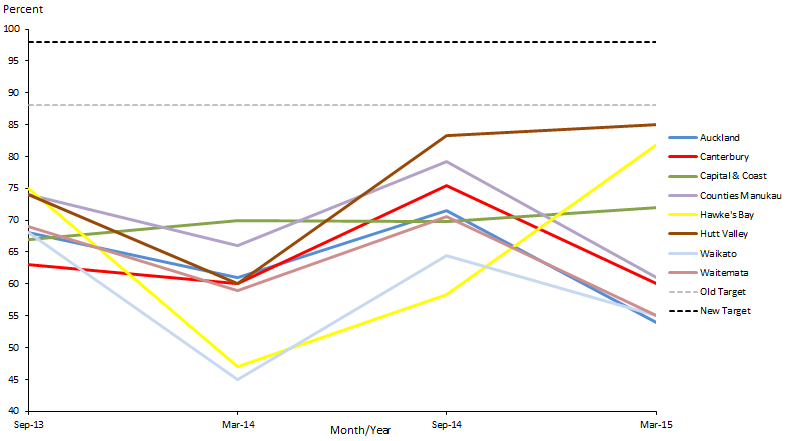 Percent
100
95
90
85
80
75
70
65
60
55
50
45
40
Sep-13 Mar-14 Sep-14 Mar-15
Month/Year
Auckland
Canterbury
Capital & Coast
Counties Manukau
Hawke's Bay
Hutt Valley
Waikato
Waitemata
Old Target
New Target